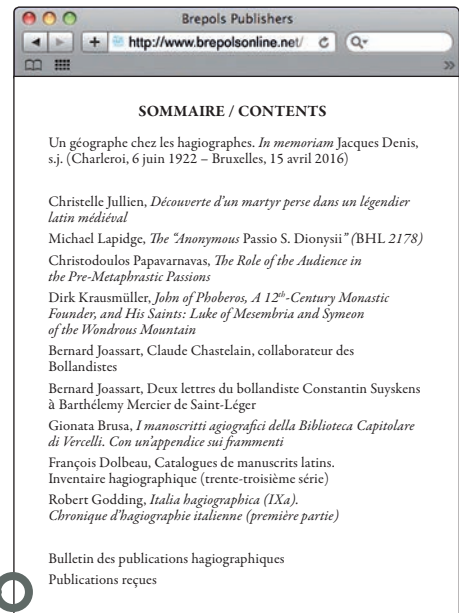 Brepols Publishers
http://www.brepolsonline.net/
SOMMAIRE / CONTENTS
Un géographe chez les hagiographes. In memoriam Jacques Denis,
s.j. (Charleroi, 6 juin 1922 – Bruxelles, 15 avril 2016)
Christelle Jullien, Découverte d'un martyr perse dans un légendier
latin médiéval
Michael Lapidge, The “Anonymous Passio S. Dionysii” (BHL 2178)
Christodoulos Papavarnavas, The Role of the Audience in
the Pre-Metaphrastic Passions
Dirk Krausmüller, John of Phoberos, A 12th-Century Monastic
Founder, and His Saints: Luke of Mesembria and Symeon
of the Wondrous Mountain
Bernard Joassart, Claude Chastelain, collaborateur des
Bollandistes
Bernard Joassart, Deux lettres du bollandiste Constantin Suyskens
à Barthélemy Mercier de Saint-Léger
Gionata Brusa, I manoscritti agiografici della Biblioteca Capitolare
di Vercelli. Con un'appendice sui frammenti
François Dolbeau, Catalogues de manuscrits latins.
Inventaire hagiographique (trente-troisième série)
Robert Godding, Italia hagiographica (IXa).
Chronique d'hagiographie italienne (première partie)
Bulletin des publications hagiographiques
Publications reçues